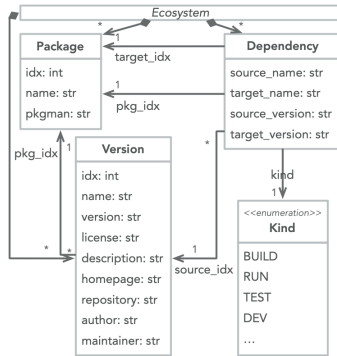 Ecosystem
*
*
Package
idx: int
name: str
pkgman: str
1
target_idx
1
pkg_idx
Dependency
source_name: str
target_name: str
source_version: str
target_version: str
pkg_idx
1
*
*
Version
idx: int
name: str
version: str
license: str
description: str
homepage: str
repository: str
author: str
maintainer: str
*
1
source_idx
kind
1
<<enumeration>>
Kind
BUILD
RUN
TEST
DEV
...